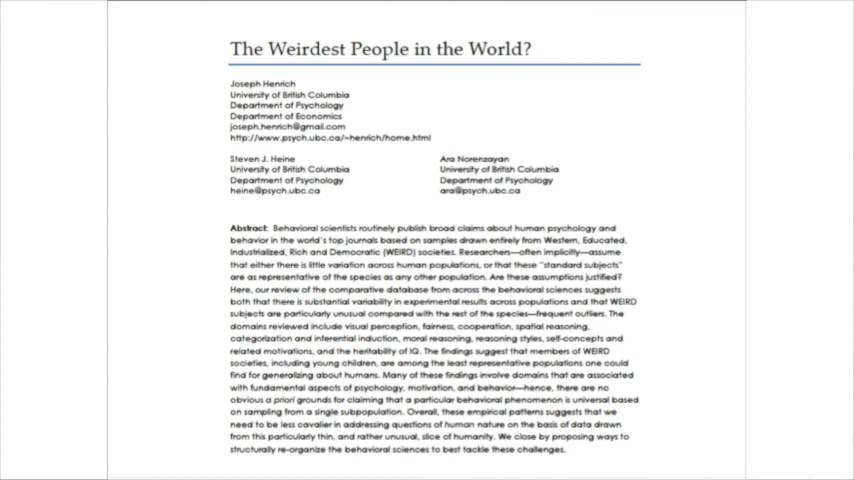 The Weirdest People in the World?
Joseph Henrich
University of British Columbia
Department of Psychology
Department of Economics
joseph.henrich@gmail.com
http://www.psych.ubc.ca/~henrich/home.html
Steven J. Heine
University of British Columbia
Department of Psychology
heine@psych.ubc.ca
Ara Norenzayan
University of British Columbia
Department of Psychology
ara@psych.ubc.ca
Abstract: Behavioral scientists routinely publish broad claims about human psychology and
behavior in the world's top journals based on samples drawn entirely from Western, Educated,
Industrialized, Rich and Democratic (WEIRD) societies. Researchers—often implicitly—assume
that either there is little variation across human populations, or that these “standard subjects”
are as representative of the species as any other population. Are these assumptions justified?
Here, our review of the comparative database from across the behavioral sciences suggests
both that there is substantial variability in experimental results across populations and that WEIRD
subjects are particularly unusual compared with the rest of the species—frequent outliers. The
domains reviewed include visual perception, fairness, cooperation, spatial reasoning,
categorization and inferential induction, moral reasoning, reasoning styles, self-concepts and
related motivations, and the heritability of IQ. The findings suggest that members of WEIRD
societies, including young children, are among the least representative populations one could
find for generalizing about humans. Many of these findings involve domains that are associated
with fundamental aspects of psychology, motivation, and behavior—hence, there are no
obvious a priori grounds for claiming that a particular behavioral phenomenon is universal based
on sampling from a single subpopulation. Overall, these empirical patterns suggests that we
need to be less cavalier in addressing questions of human nature on the basis of data drawn
from this particularly thin, and rather unusual, slice of humanity. We close by proposing ways to
structurally re-organize the behavioral sciences to best tackle these challenges.